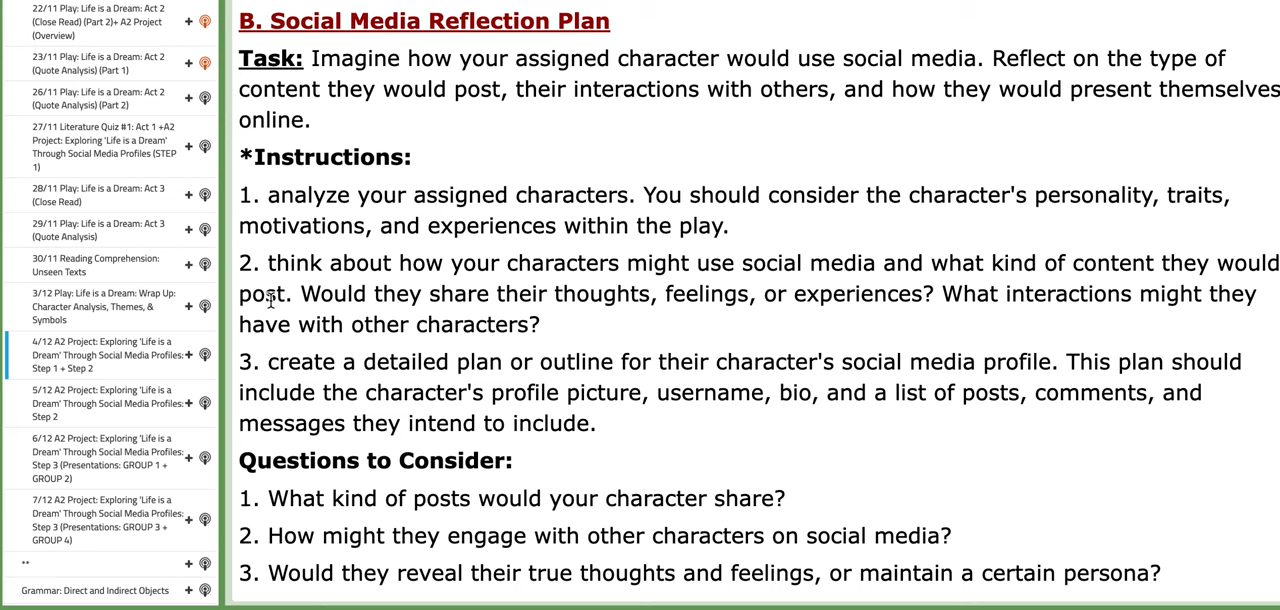 22/11 Play: Life is a Dream: Act 2
(Close Read) (Part 2)+ A2 Project
(Overview)
23/11 Play: Life is a Dream: Act 2
(Quote Analysis) (Part 1)
26/11 Play: Life is a Dream: Act 2
(Quote Analysis) (Part 2)
27/11 Literature Quiz #1: Act 1 +A2
Project: Exploring 'Life is a Dream'
Through Social Media Profiles (STEP
1)
28/11 Play: Life is a Dream: Act 3
(Close Read)
29/11 Play: Life is a Dream: Act 3
(Quote Analysis)
30/11 Reading Comprehension:
Unseen Texts
3/12 Play: Life is a Dream: Wrap Up:
Character Analysis, Themes, &
Symbols
4/12 A2 Project: Exploring 'Life is a
Dream' Through Social Media Profiles:
Step 1 + Step 2
5/12 A2 Project: Exploring 'Life is a
Dream' Through Social Media Profiles:
Step 2
6/12 A2 Project: Exploring 'Life is a
Dream' Through Social Media Profiles:
Step 3 (Presentations: GROUP 1 +
GROUP 2)
7/12 A2 Project: Exploring 'Life is a
Dream' Through Social Media Profiles:
Step 3 (Presentations: GROUP 3 +
GROUP 4)
**
Grammar: Direct and Indirect Objects
B. Social Media Reflection Plan
Task: Imagine how your assigned character would use social media. Reflect on the type of
content they would post, their interactions with others, and how they would present themselves
online.
*Instructions:
1. analyze your assigned characters. You should consider the character's personality, traits,
motivations, and experiences within the play.
2. think about how your characters might use social media and what kind of content they would
post. Would they share their thoughts, feelings, or experiences? What interactions might they
have with other characters?
3. create a detailed plan or outline for their character's social media profile. This plan should
include the character's profile picture, username, bio, and a list of posts, comments, and
messages they intend to include.
Questions to Consider:
1. What kind of posts would your character share?
2. How might they engage with other characters on social media?
3. Would they reveal their true thoughts and feelings, or maintain a certain persona?